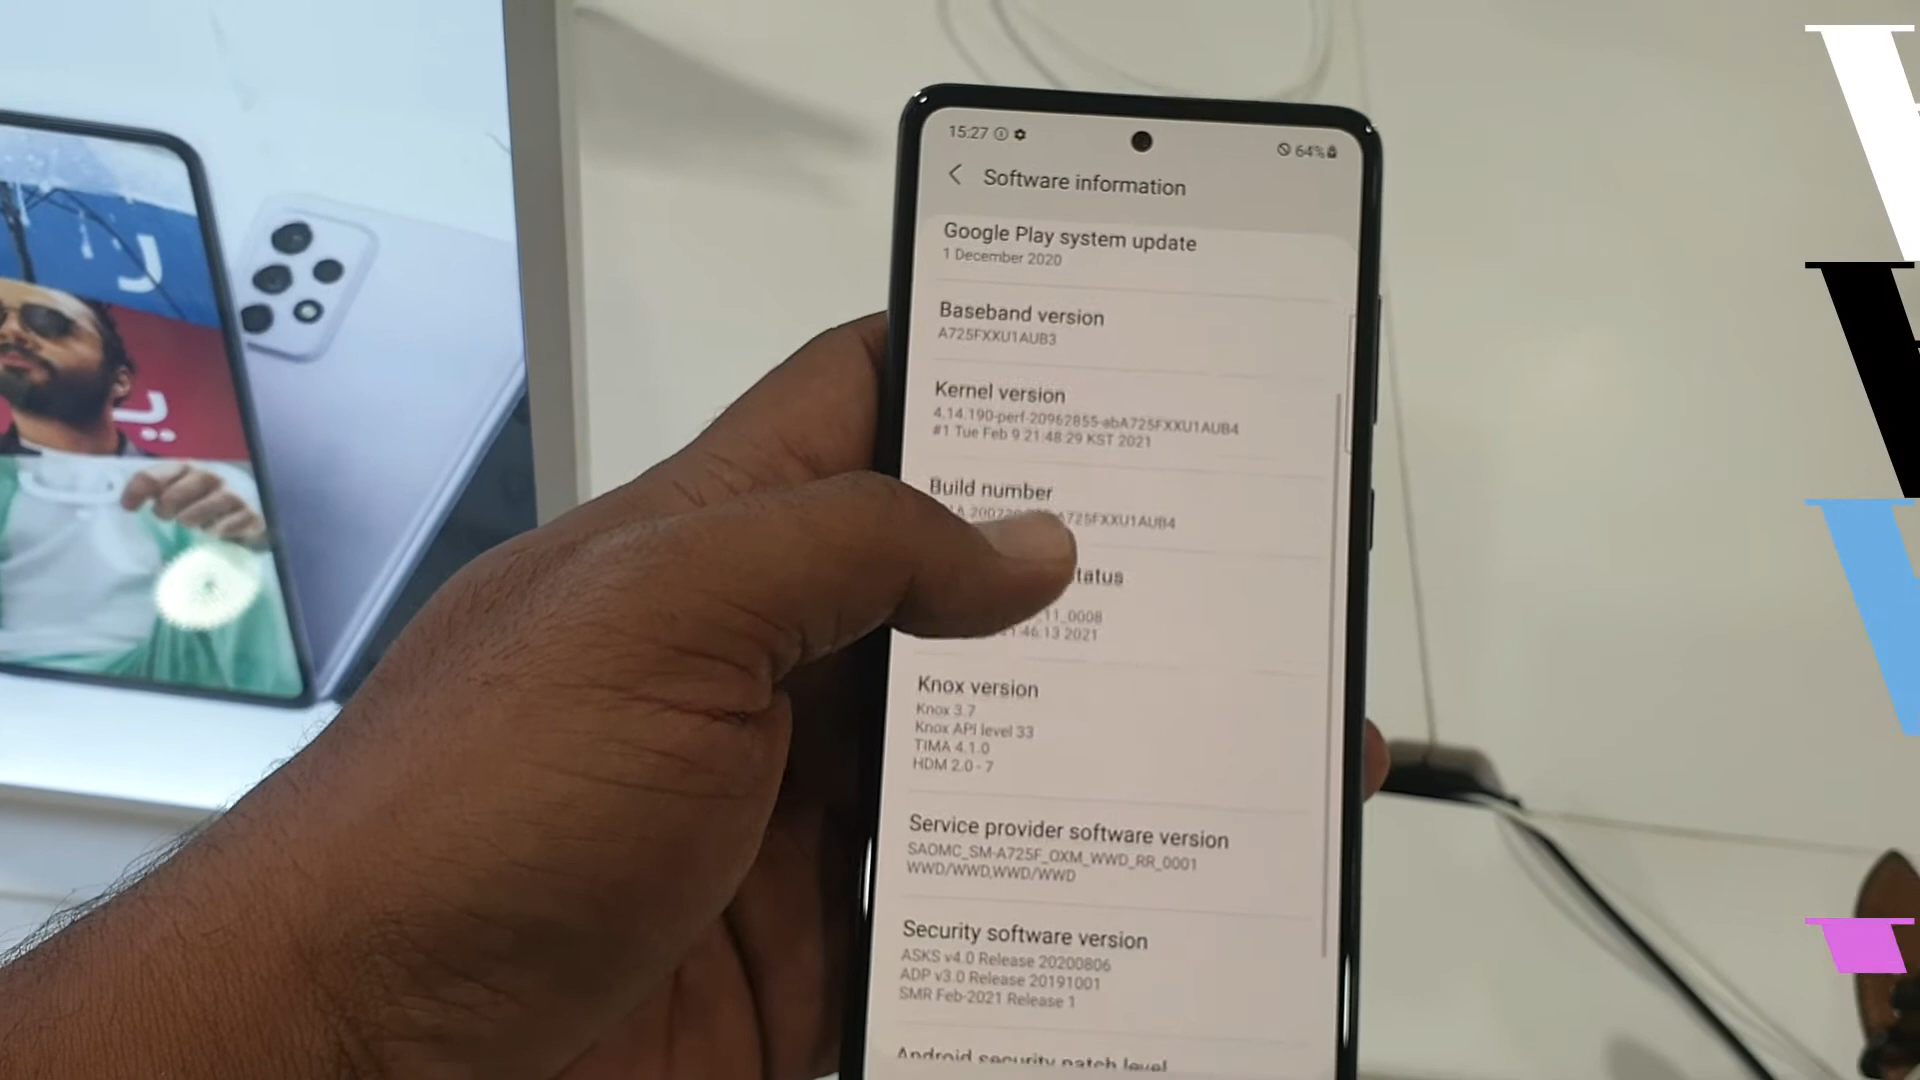 15:27
64%
Software information
Google Play system update
1 December 2020
Baseband version
A725FXXU1AUB3
Kernel version
4.14.190-perf-20962855-abA725FXXU1AUB4
#1 Tue Feb 9 21:48:29 KST 2021
Build number
A725FXXU1AUB4
tatus
11_0008
46:13 2021
Knox version
Knox 3.7
Knox API level 33
TIMA 4.1.0
HDM 2.0 - 7
Service provider software version
SAOMC_SM-A725F_OXM_WWD_RR_0001
WWD/WWD,WWD/WWD
Security software version
ASKS v4.0 Release 20200806
ADP v3.0 Release 20191001
SMR Feb-2021 Release 1
Android security patch level